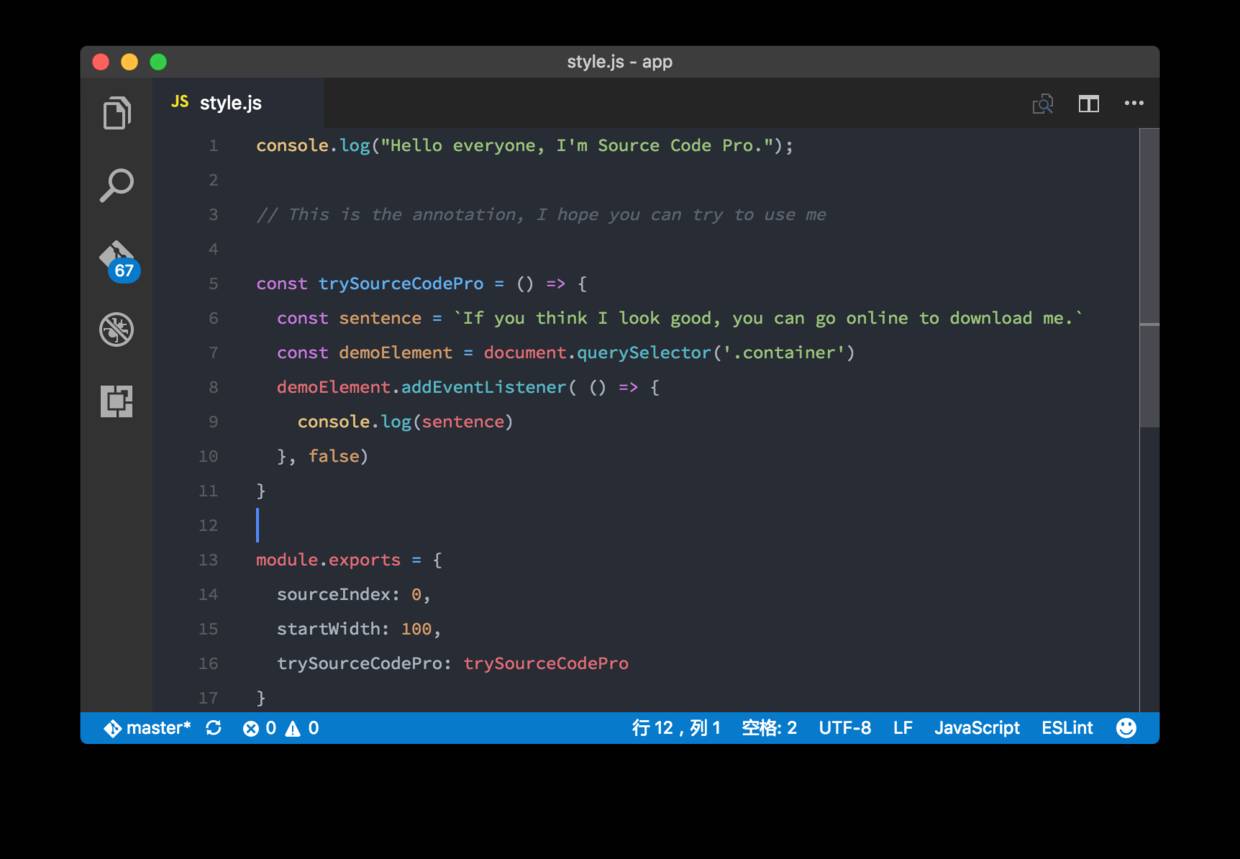 style.js - app
JS style.js
1 console.log("Hello everyone, I'm Source Code Pro.");
2
3 // This is the annotation, I hope you can try to use me
4
5 const trySourceCodePro = () => {
6 const sentence = `If you think I look good, you can go online to download me.`
7 const demoElement = document.querySelector('.container')
8 demoElement.addEventListener( () => {
9 console.log(sentence)
10 }, false)
11 }
12
13 module.exports = {
14 sourceIndex: 0,
15 startWidth: 100,
16 trySourceCodePro: trySourceCodePro
17 }
67
master* 0 0 行 12，列 1 空格: 2 UTF-8 LF JavaScript ESLint